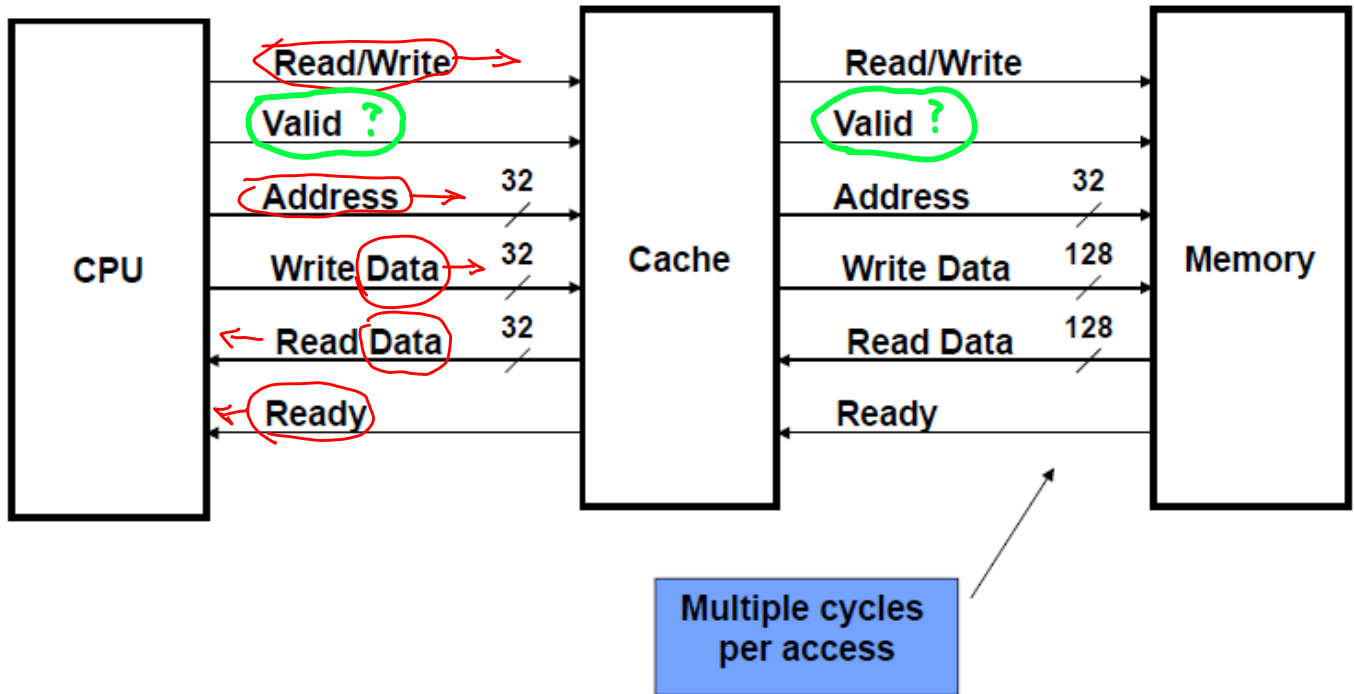 Read/Write
Read/Write
Valid ?
Valid ?
Address 32
Address 32
CPU
Write Data 32
Cache
Write Data 128
Memory
Read Data 32
Read Data 128
Ready
Ready
Multiple cycles
per access